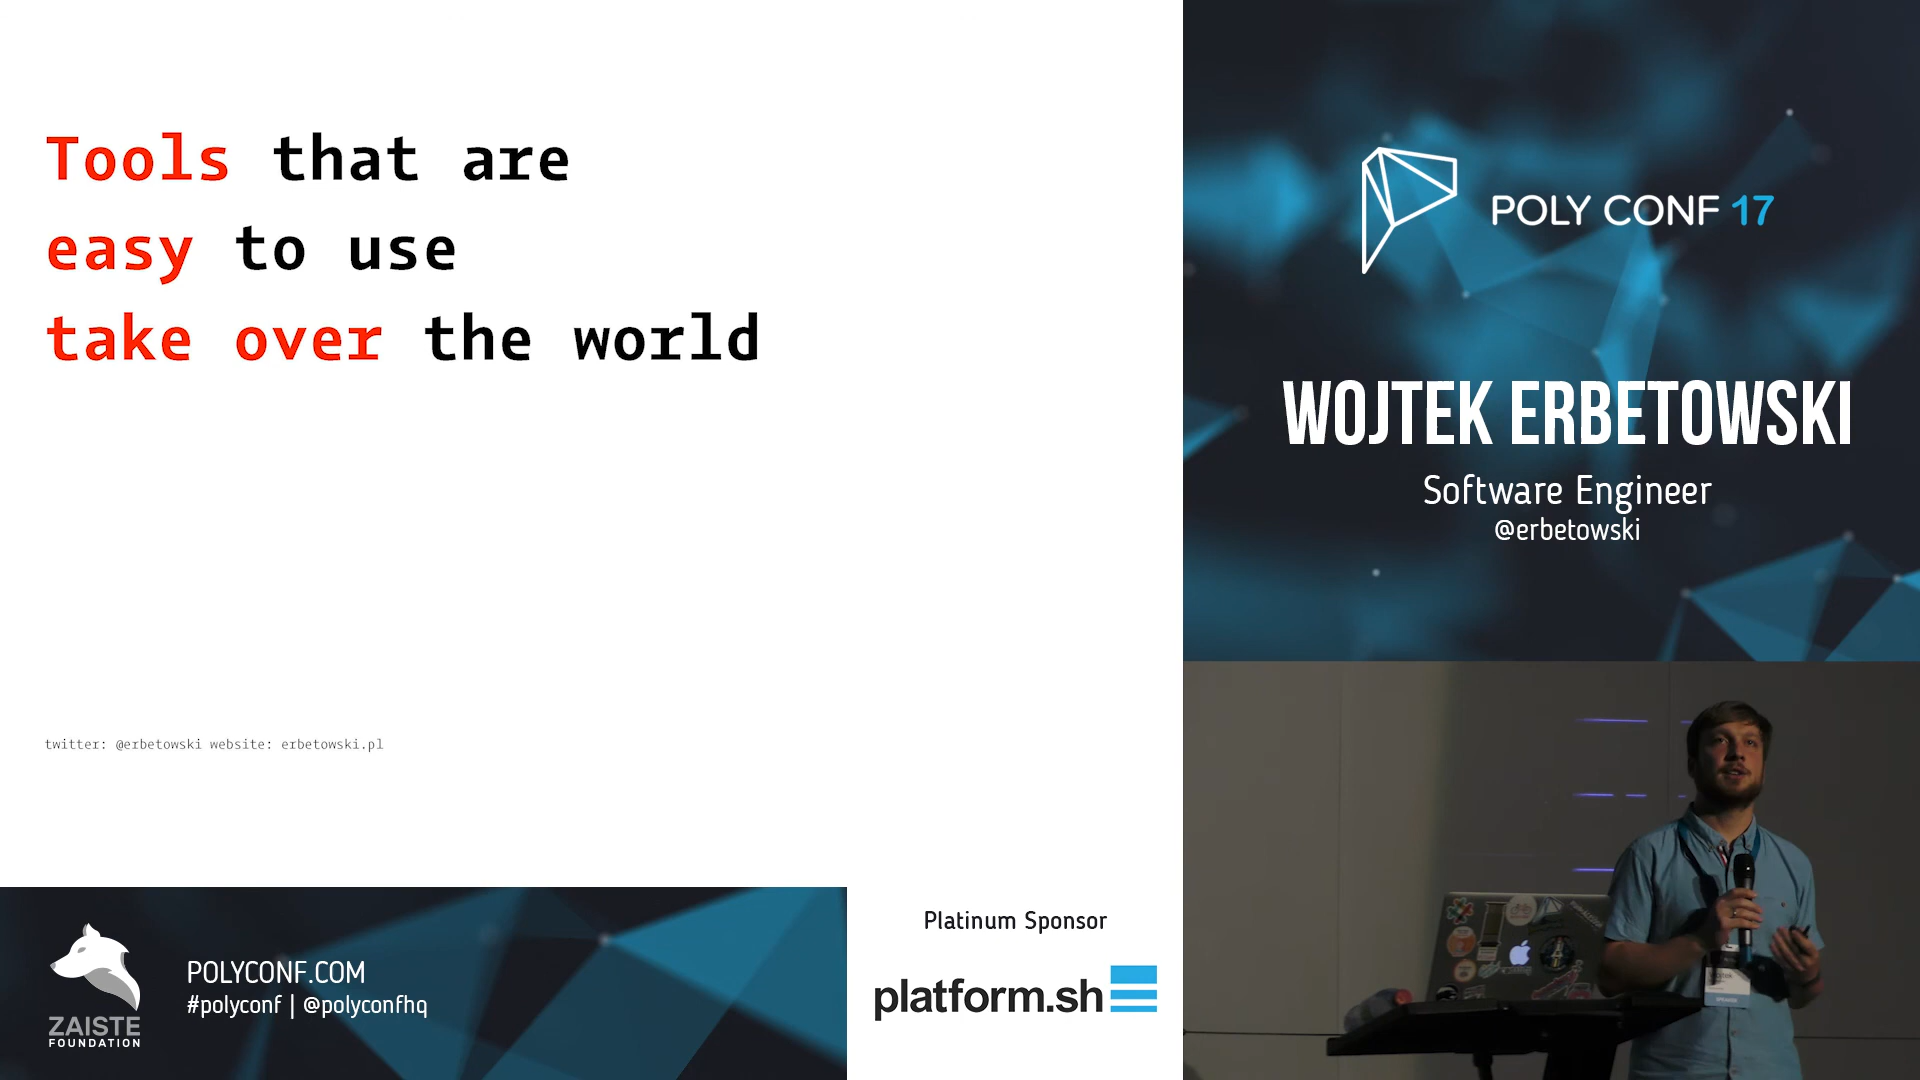 Tools that are
easy to use
take over the world
twitter: @erbetowski website: erbetowski.pl
POLY CONF 17
WOJTEK ERBETOWSKI
Software Engineer
@erbetowski
ZAISTE
FOUNDATION
POLYCONF.COM
#polyconf | @polyconfhq
Platinum Sponsor
platform.sh